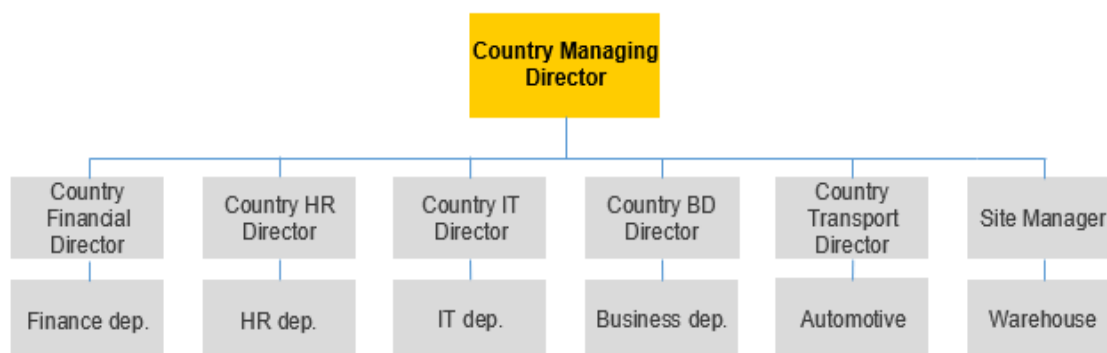 Country Managing
Director
Country
Financial
Director
Country HR
Director
Country IT
Director
Country BD
Director
Country
Transport
Director
Site Manager
Finance dep.
HR dep.
IT dep.
Business dep.
Automotive
Warehouse